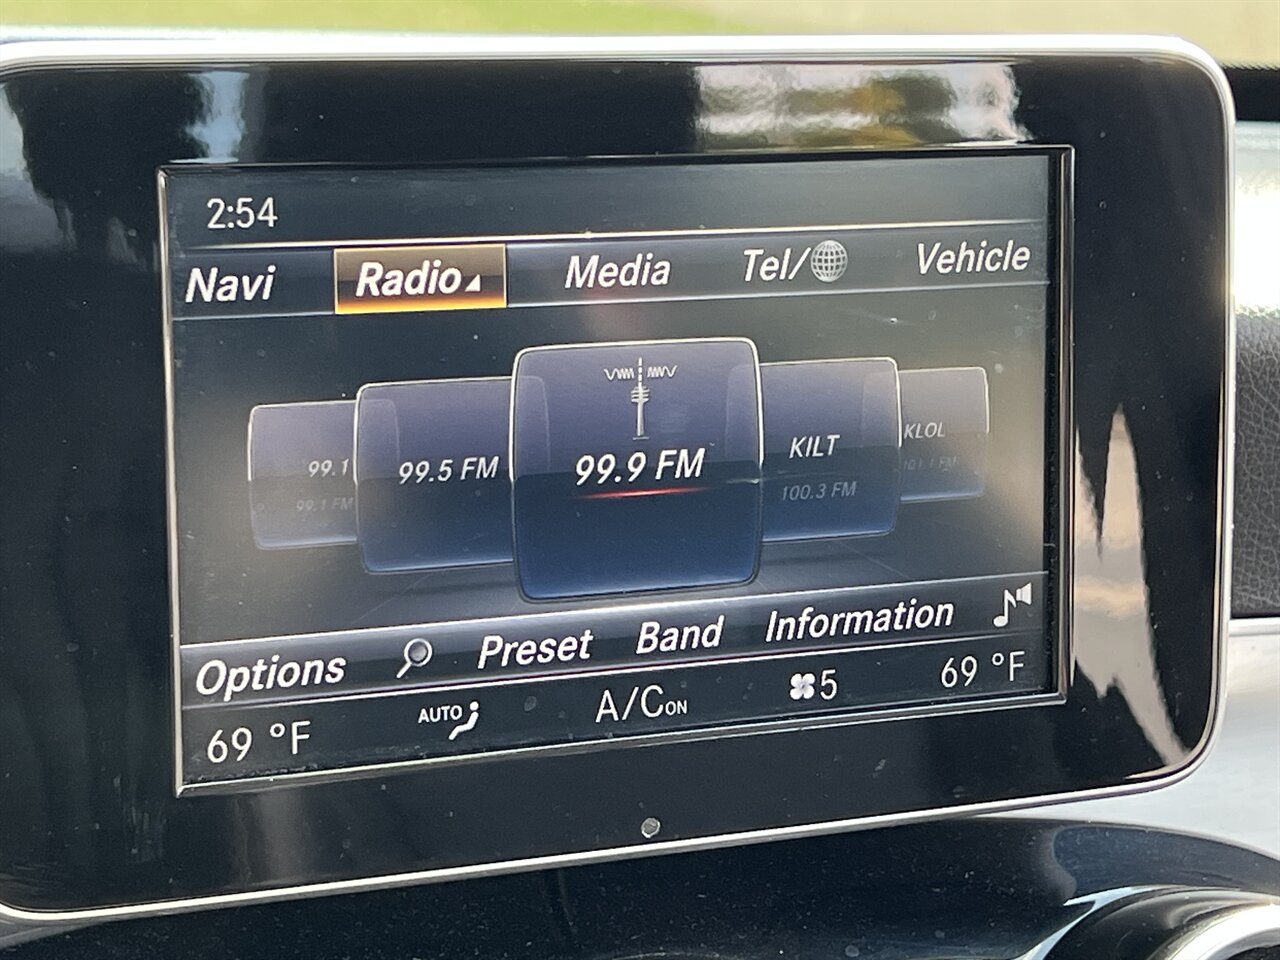 2:54
Navi Radio Media Tel/ Vehicle
99.1
99.1 FM
99.5 FM
99.9 FM
KILT
100.3 FM
KLOL
101.1 FM
Options Preset Band Information
69 °F AUTO A/C ON 5 69 °F